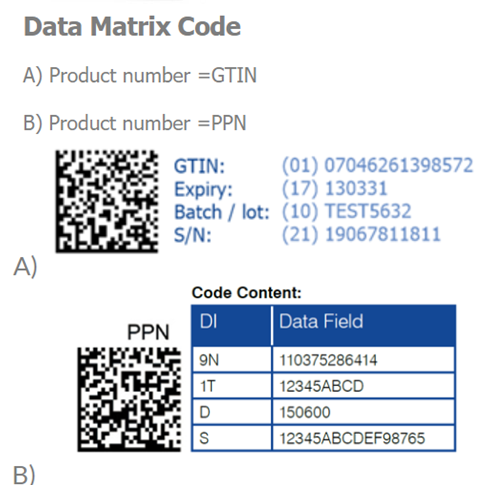 Data Matrix Code
A) Product number =GTIN
B) Product number =PPN
GTIN: (01) 07046261398572
Expiry: (17) 130331
Batch / lot: (10) TEST5632
S/N: (21) 19067811811
A)
Code Content:
PPN
DI Data Field
9N 110375286414
1T 12345ABCD
D 150600
S 12345ABCDEF98765
B)